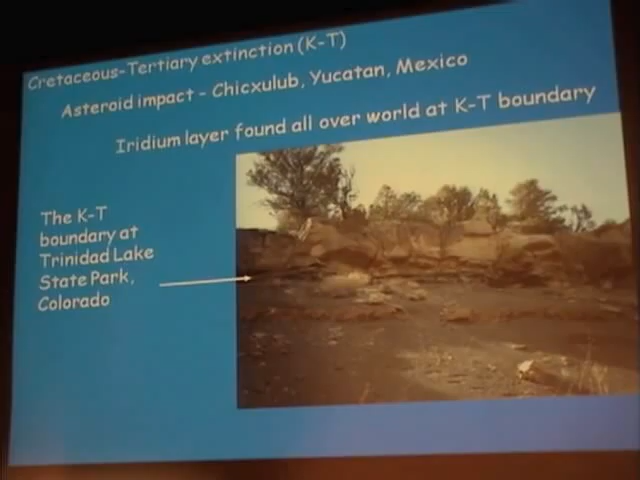 Cretaceous-Tertiary extinction (K-T)
Asteroid impact - Chicxulub, Yucatan, Mexico
Iridium layer found all over world at K-T boundary
The K-T
boundary at
Trinidad Lake
State Park,
Colorado